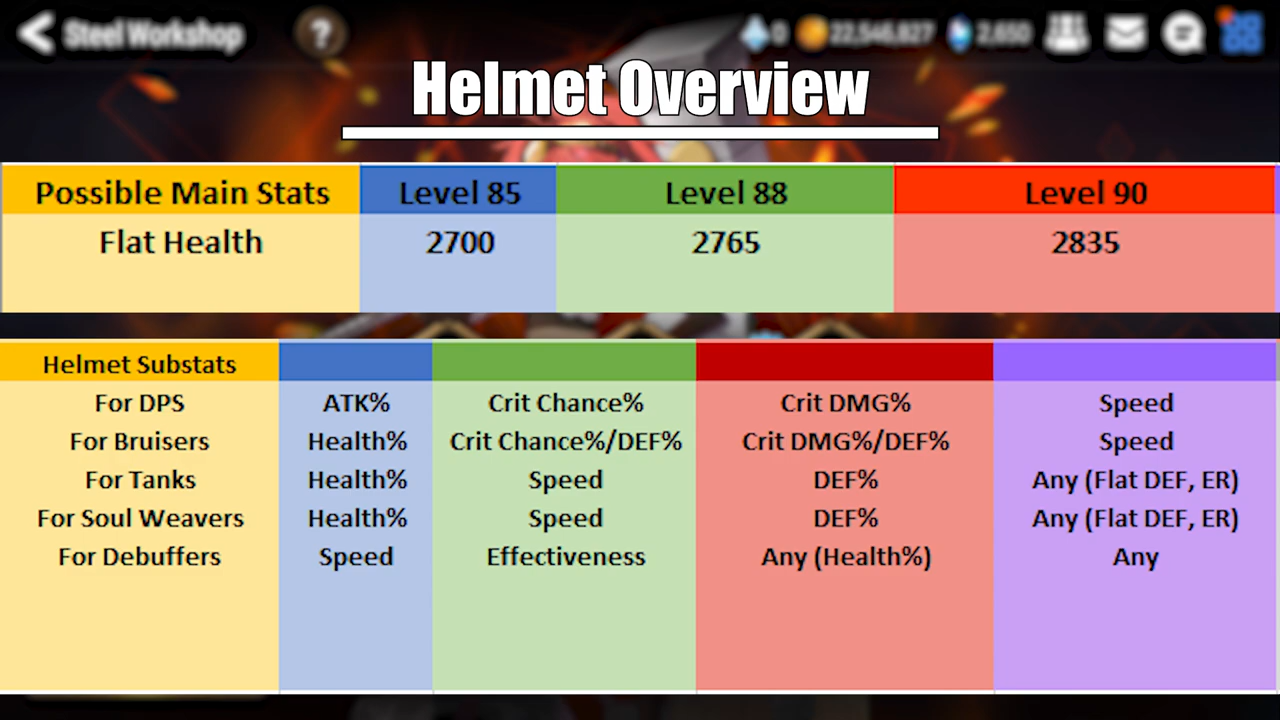 Steel Workshop ? 0 22,546,827 2,650
Helmet Overview
Possible Main Stats Level 85 Level 88 Level 90
Flat Health 2700 2765 2835
Helmet Substats
For DPS ATK% Crit Chance% Crit DMG% Speed
For Bruisers Health% Crit Chance%/DEF% Crit DMG%/DEF% Speed
For Tanks Health% Speed DEF% Any (Flat DEF, ER)
For Soul Weavers Health% Speed DEF% Any (Flat DEF, ER)
For Debuffers Speed Effectiveness Any (Health%) Any